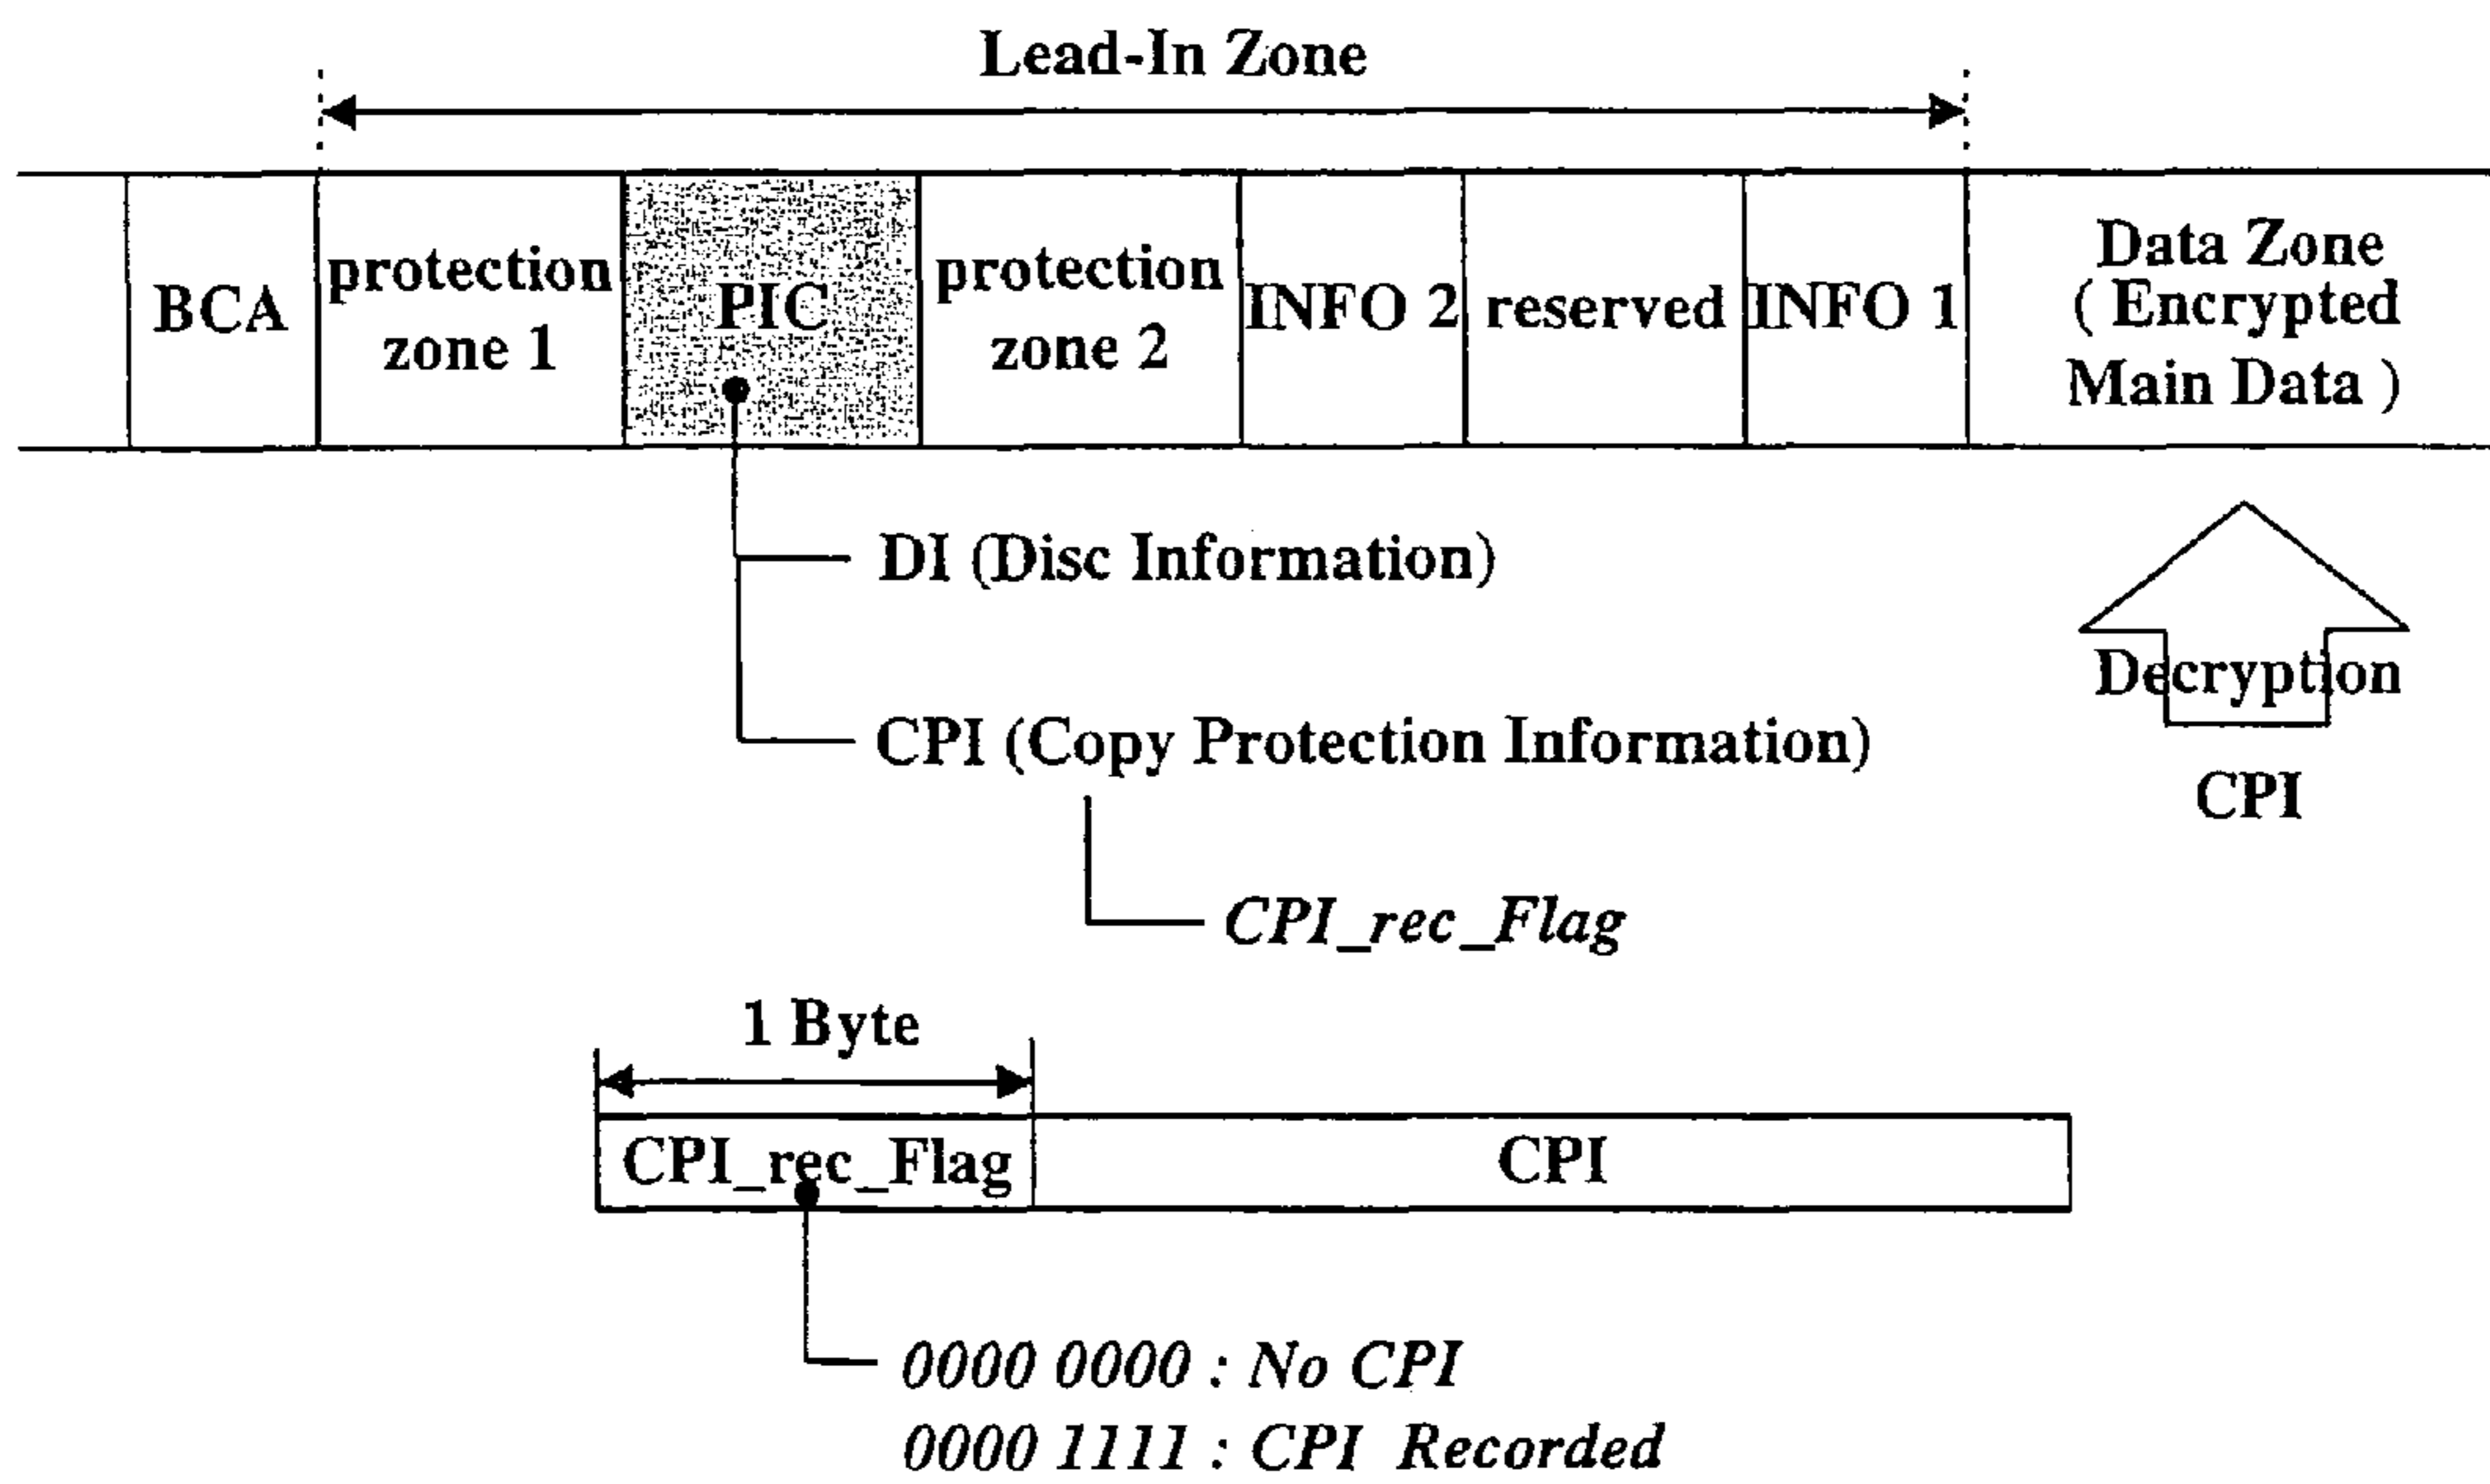 Lead-In Zone
BCA
protection
zone 1
PIC
protection
zone 2
INFO 2
reserved
INFO 1
Data Zone
( Encrypted
Main Data )
DI (Disc Information)
CPI (Copy Protection Information)
CPI_rec_Flag
Decryption
CPI
1 Byte
CPI_rec_Flag
CPI
0000 0000 : No CPI
0000 1111 : CPI Recorded